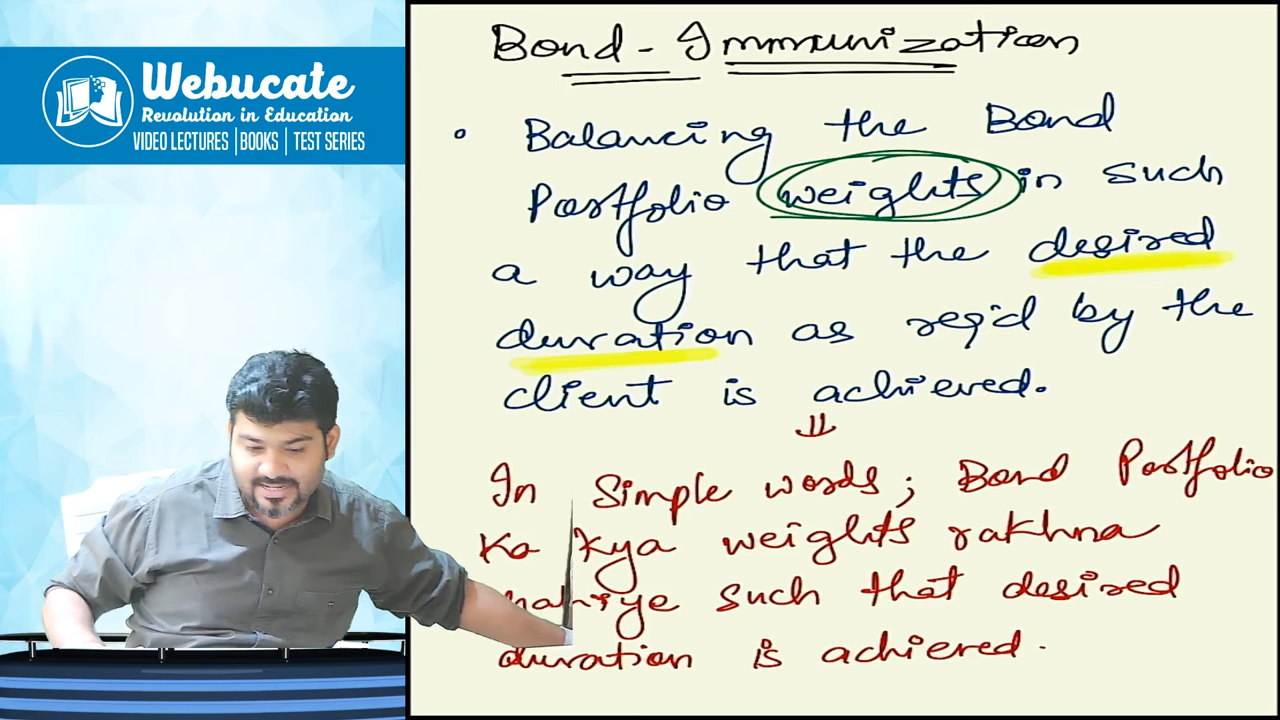 Webucate
Revolution in Education
VIDEO LECTURES | BOOKS | TEST SERIES
Bond - Immunization
• Balancing the Bond
Portfolio weights in such
a way that the desired
duration as req'd by the
client is achieved.
⇓
In simple words; Bond Portfolio
Ka kya weights rakhna
such that desired
duration is achieved.